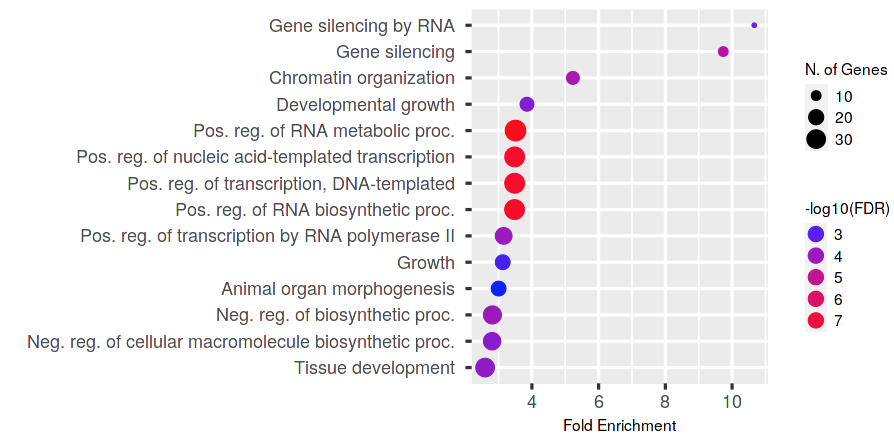 Gene silencing by RNA
Gene silencing
Chromatin organization
Developmental growth
Pos. reg. of RNA metabolic proc.
Pos. reg. of nucleic acid-templated transcription
Pos. reg. of transcription, DNA-templated
Pos. reg. of RNA biosynthetic proc.
Pos. reg. of transcription by RNA polymerase II
Growth
Animal organ morphogenesis
Neg. reg. of biosynthetic proc.
Neg. reg. of cellular macromolecule biosynthetic proc.
Tissue development
4 6 8 10
Fold Enrichment
N. of Genes
10
20
30
-log10(FDR)
3
4
5
6
7